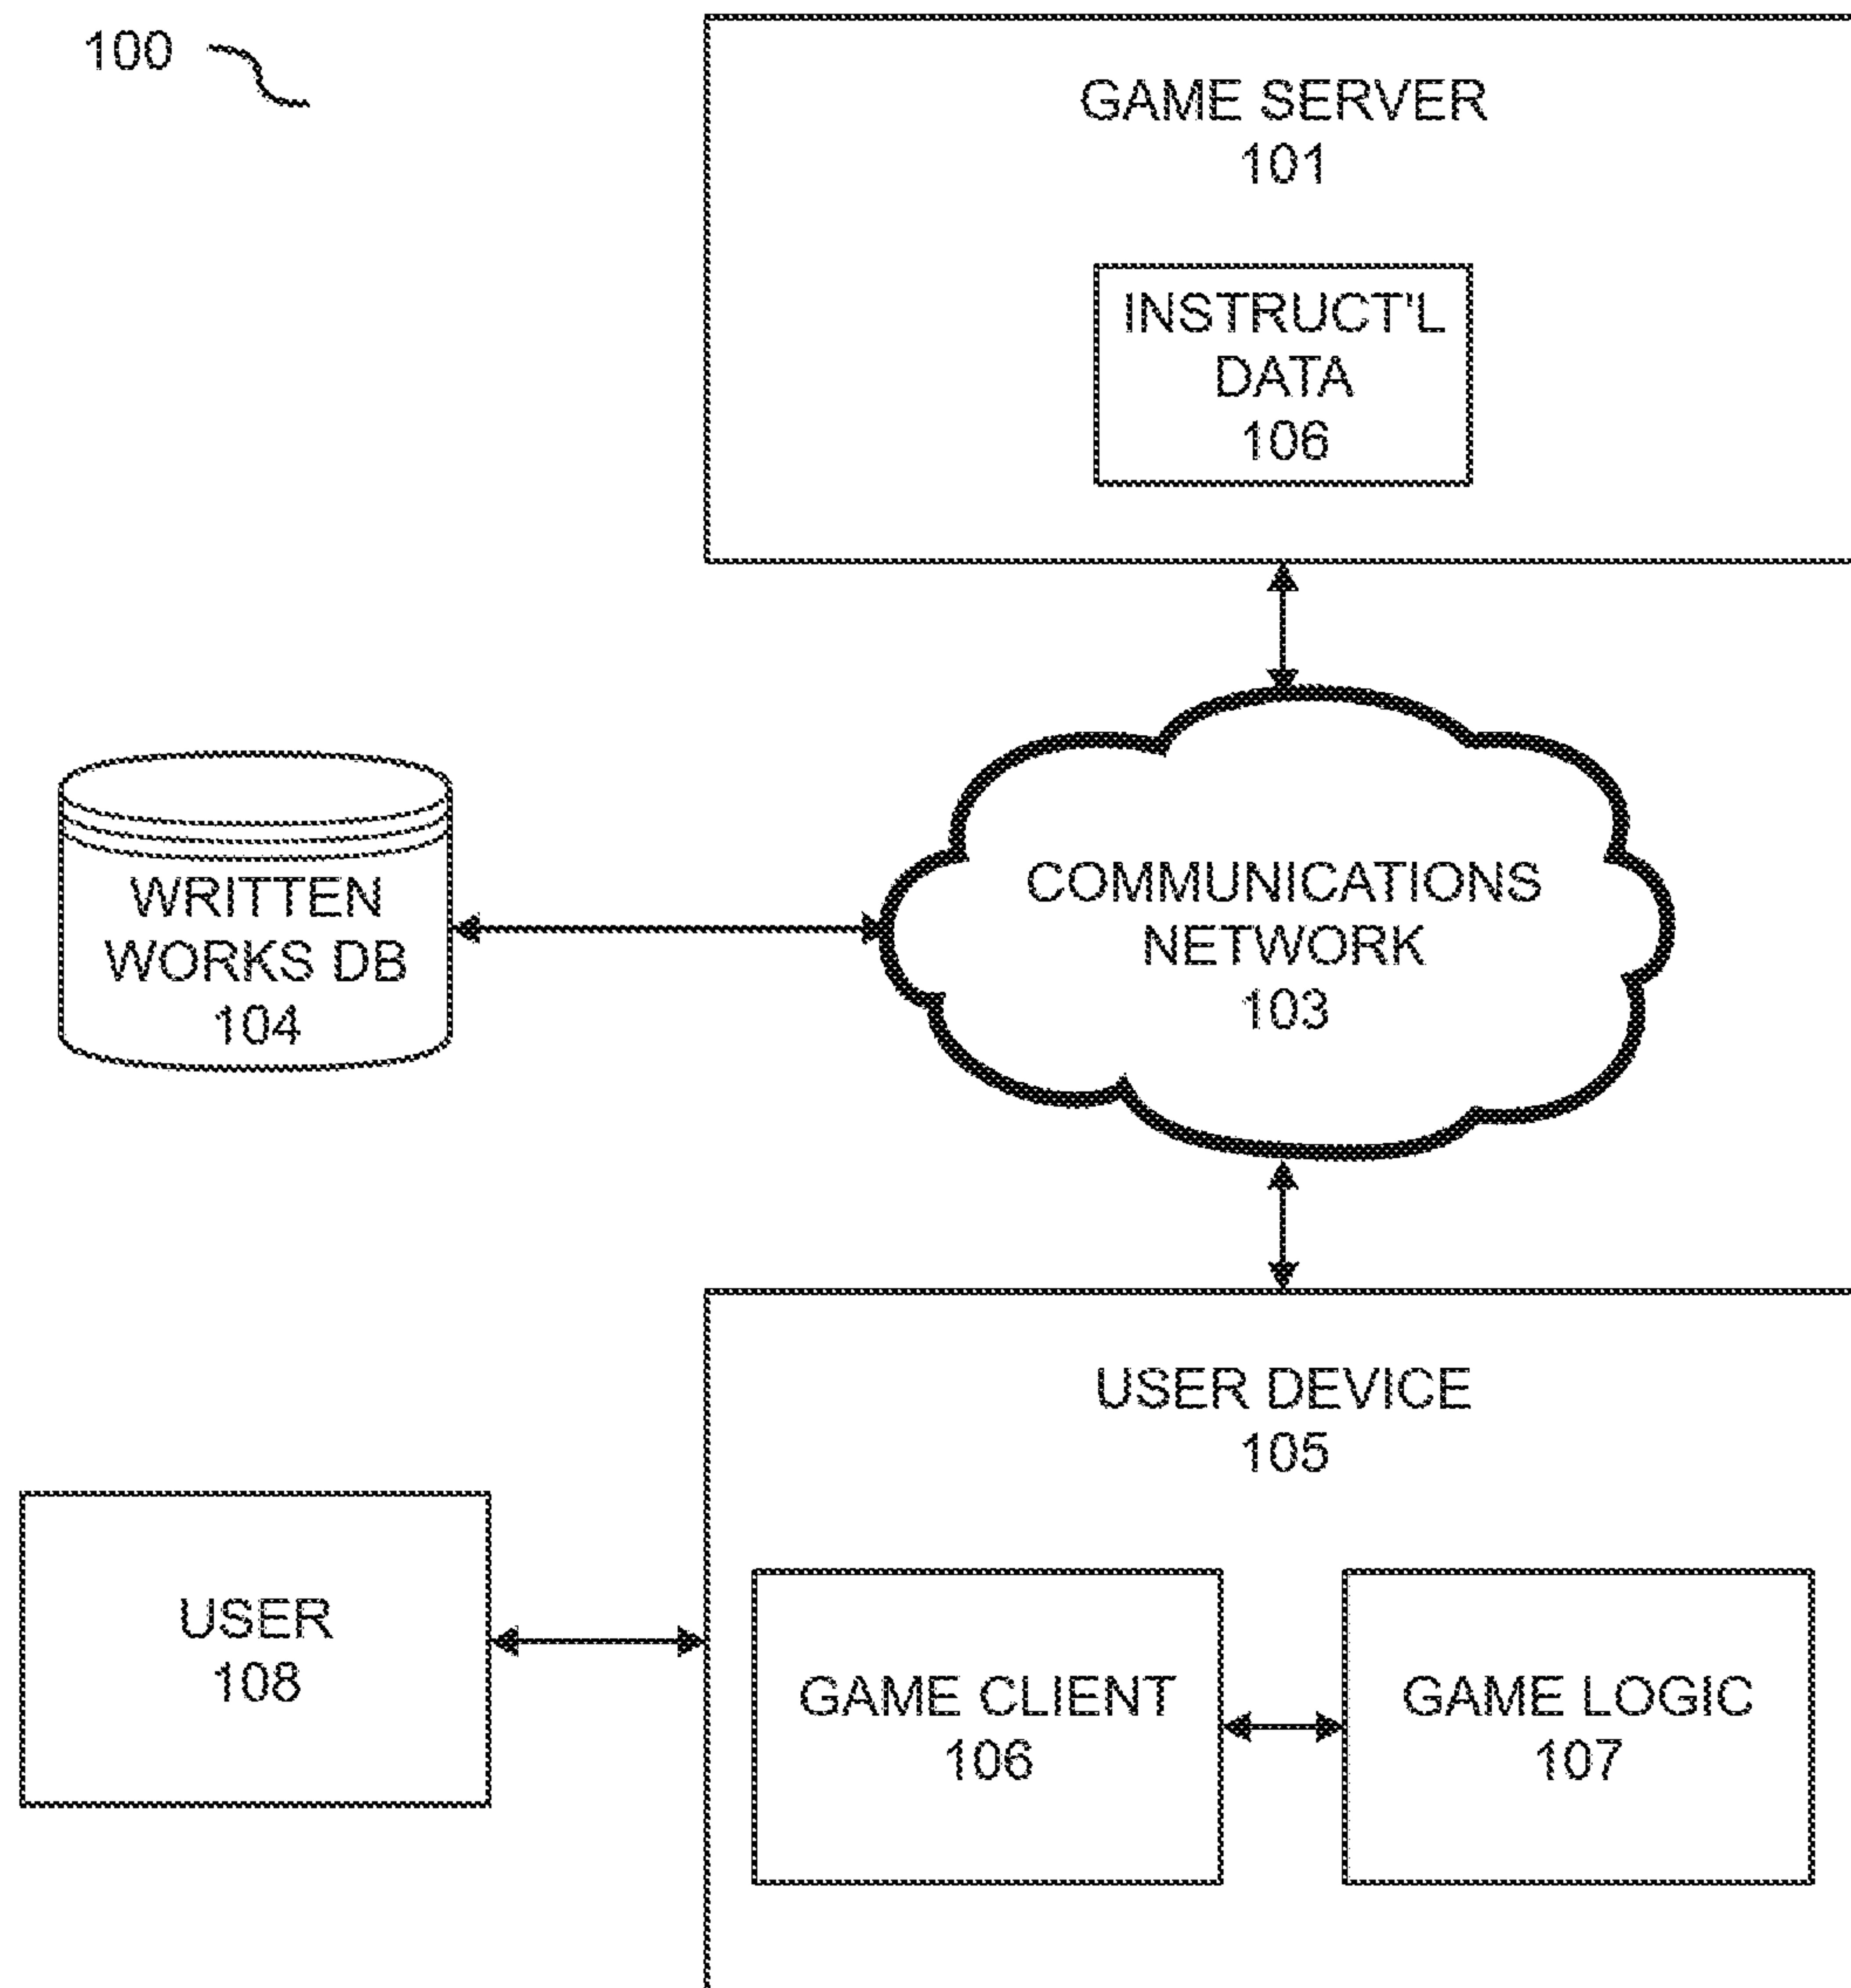 100
GAME SERVER
101
INSTRUCT'L
DATA
106
WRITTEN
WORKS DB
104
COMMUNICATIONS
NETWORK
103
USER DEVICE
105
USER
108
GAME CLIENT
106
GAME LOGIC
107